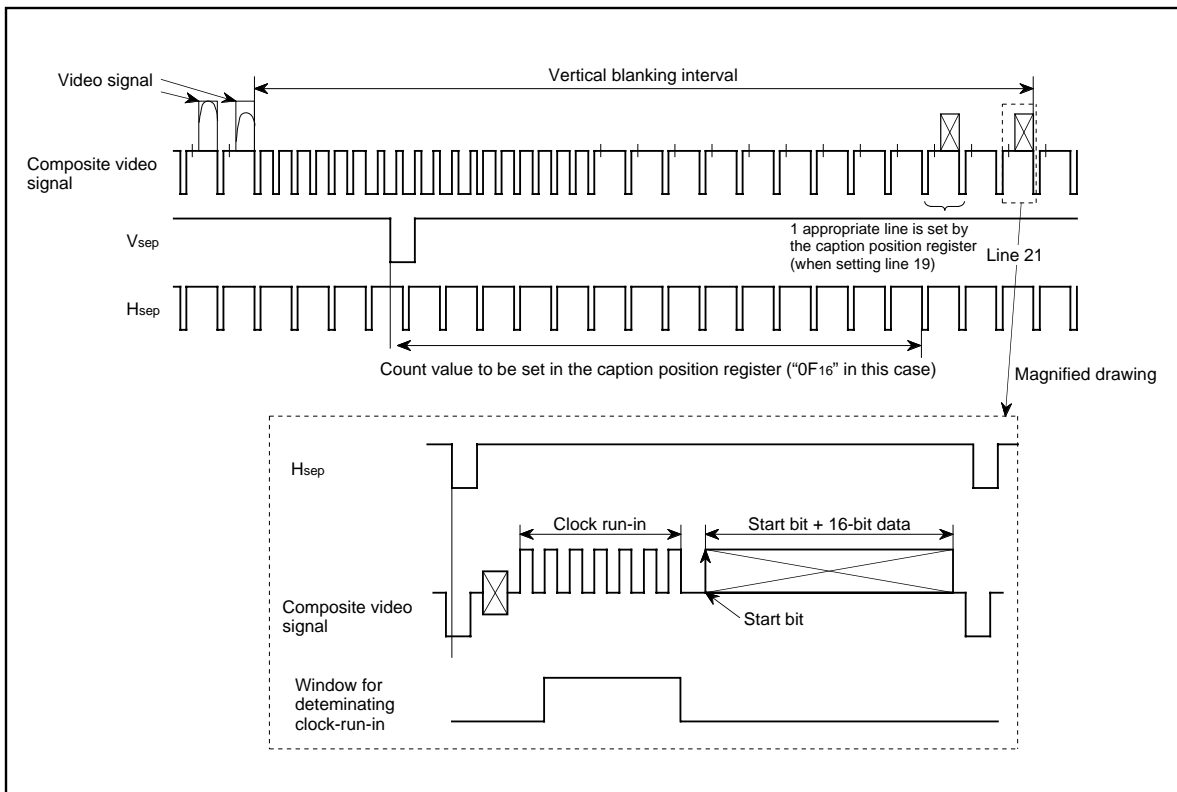 Video signal
Vertical blanking interval
Composite video
signal
Vsep
1 appropriate line is set by
the caption position register
(when setting line 19)
Line 21
Hsep
Count value to be set in the caption position register (“0F16” in this case)
Magnified drawing
Hsep
Clock run-in
Start bit + 16-bit data
Composite video
signal
Start bit
Window for
deteminating
clock-run-in